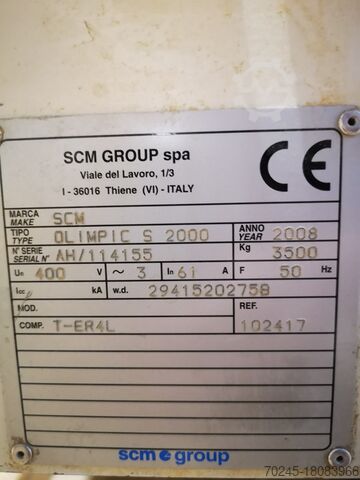 SCM GROUP spa
Viale del Lavoro, 1/3
I - 36016 Thiene (VI) - ITALY
CE
MARCA MAKE SCM
TIPO TYPE OLIMPIC S 2000 ANNO YEAR 2008
N° SERIE SERIAL N° AH/114155 Kg 3500
Un 400 V ~ 3 In 61 A F 50 Hz
Icc // kA w.d. 29415202758
MOD. REF.
COMP. T-ER4L 102417
scm group
70245-18083966